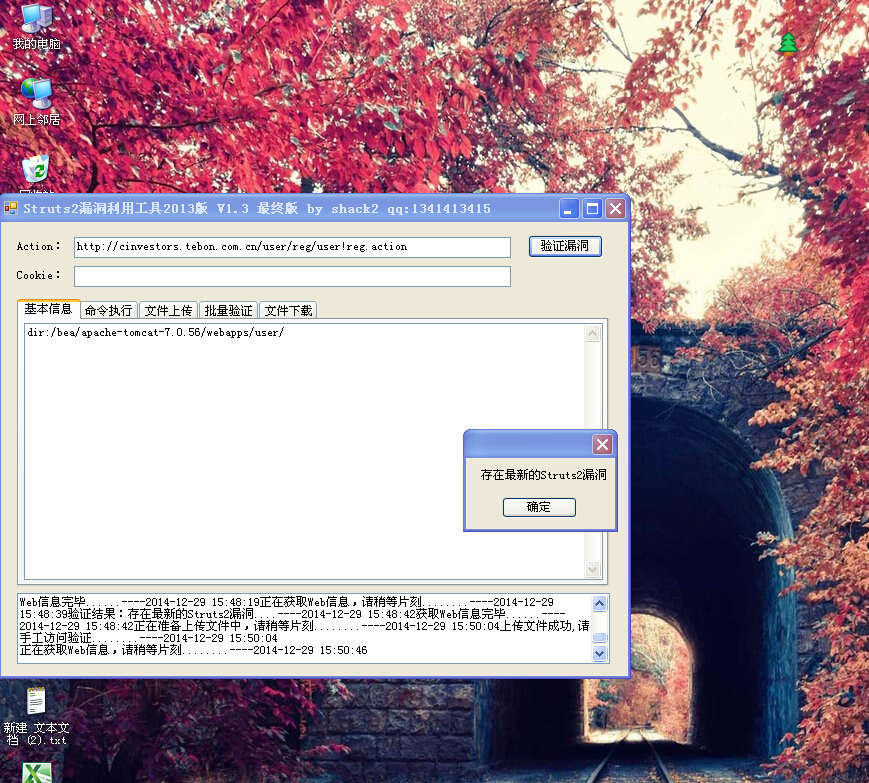 我的电脑
网上邻居
Struts2漏洞利用工具2013版 V1.3 最终版 by shack2 qq:1341413415
Action：
http://cinvestors.tebon.com.cn/user/reg/user!reg.action
验证漏洞
Cookie：
基本信息
命令执行
文件上传
批量验证
文件下载
dir:/bea/apache-tomcat-7.0.56/webapps/user/
56
存在最新的Struts2漏洞
确定
Web信息完毕......----2014-12-29 15:48:19正在获取Web信息，请稍等片刻........----2014-12-29
15:48:39验证结果：存在最新的Struts2漏洞....----2014-12-29 15:48:42获取Web信息完毕......----
2014-12-29 15:48:42正在准备上传文件中，请稍等片刻........----2014-12-29 15:50:04上传文件成功,请
手工访问验证........----2014-12-29 15:50:04
正在获取Web信息，请稍等片刻........----2014-12-29 15:50:46
新建 文本文
档 (2).txt